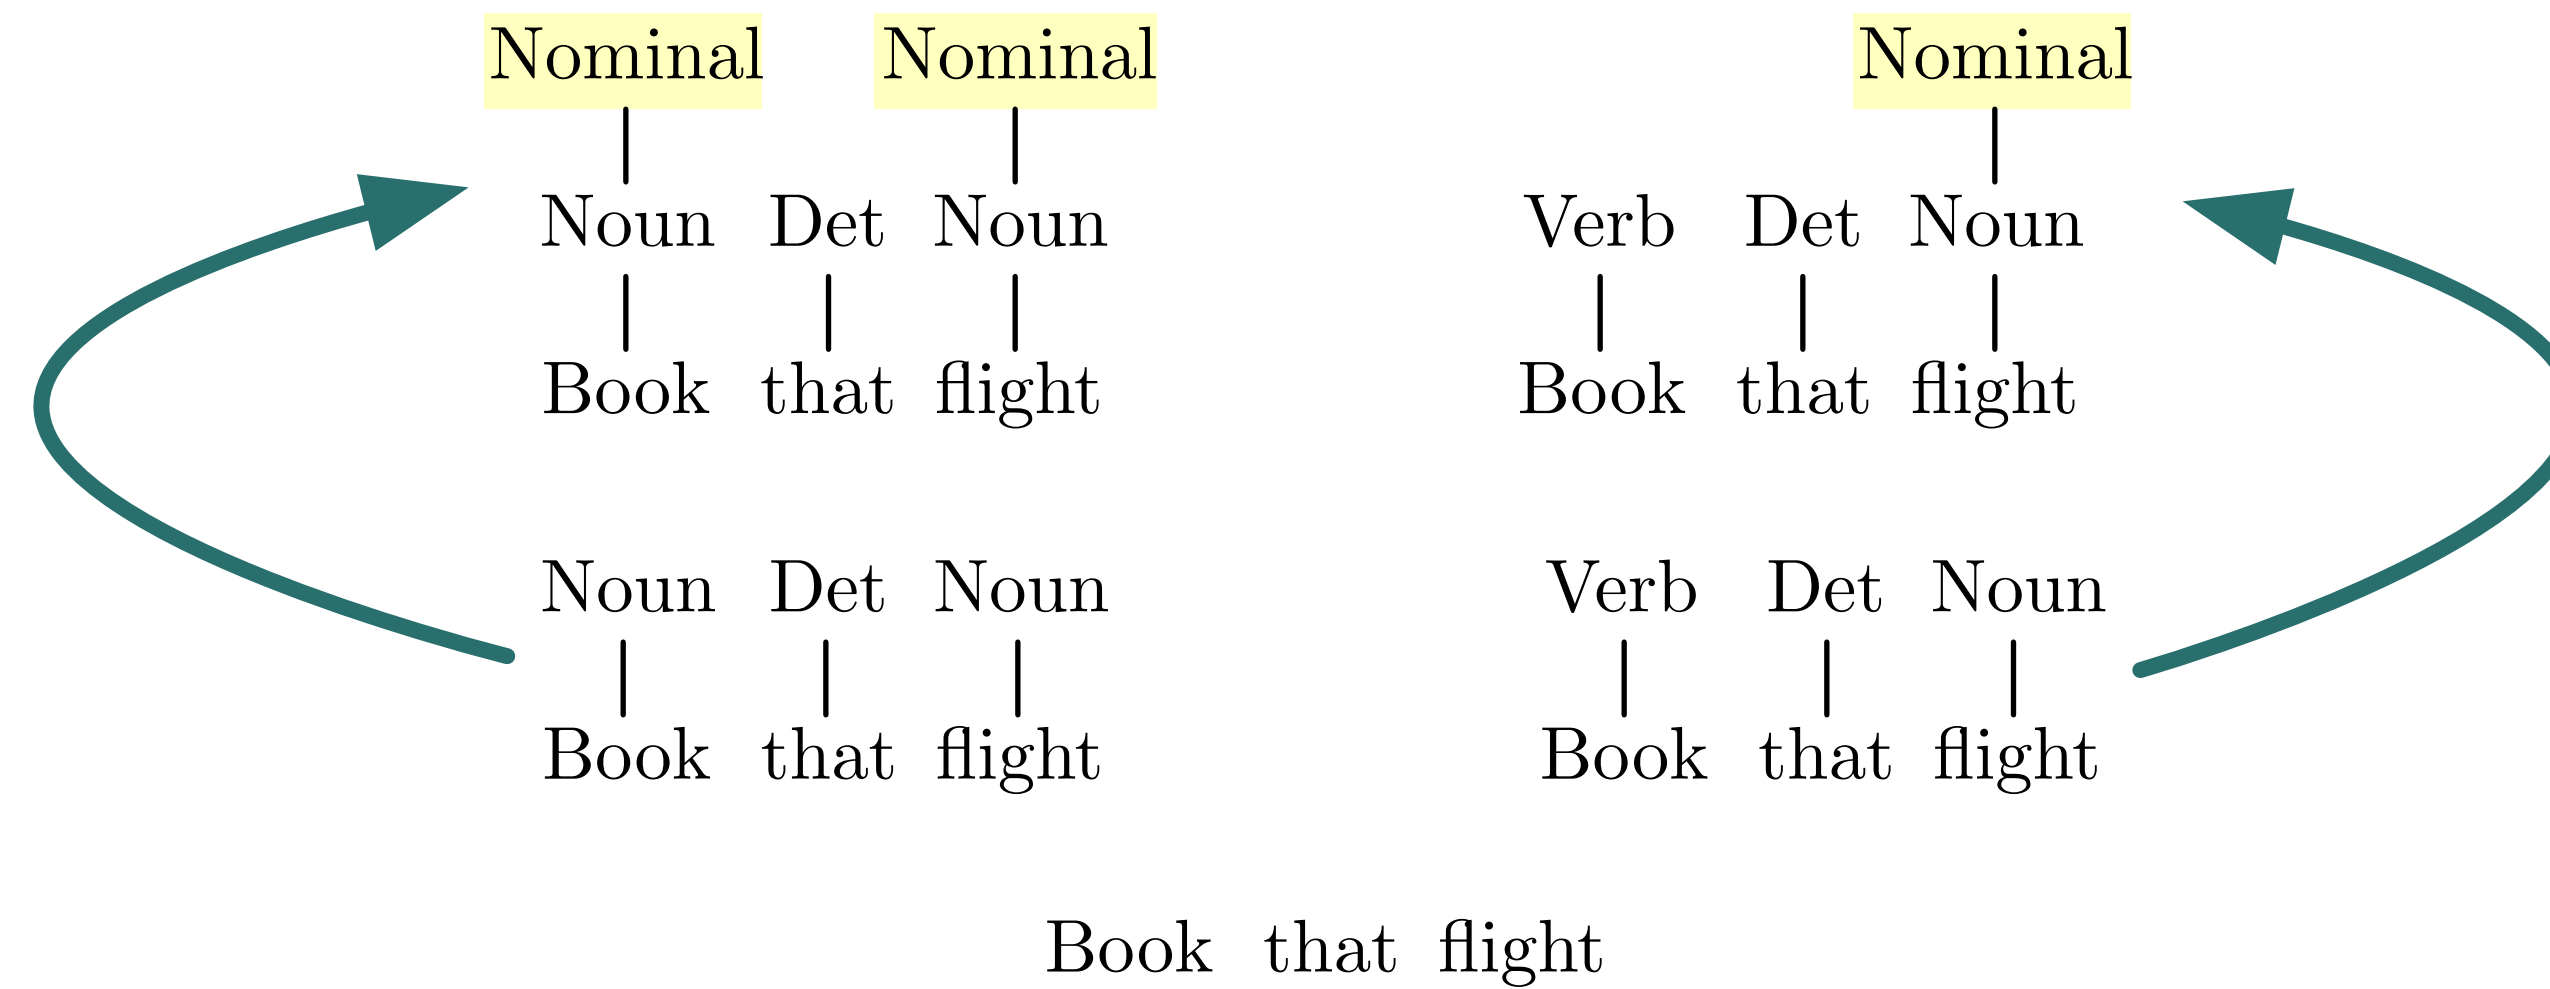 Nominal Nominal Nominal
Noun Det Noun Verb Det Noun
Book that flight Book that flight
Noun Det Noun Verb Det Noun
Book that flight Book that flight
Book that flight